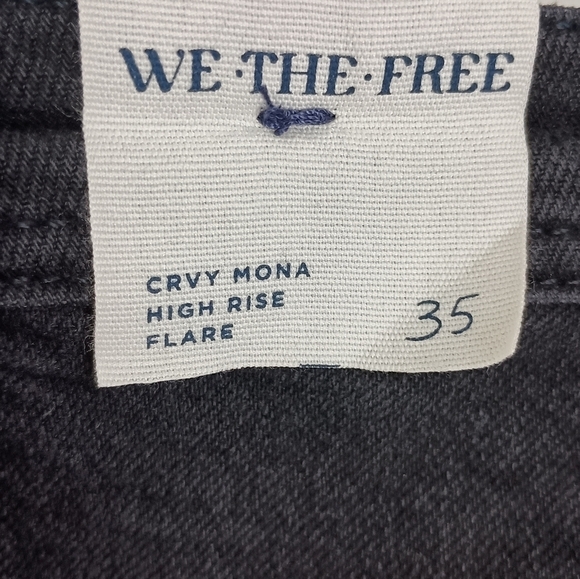 WE·THE·FREE
CRVY MONA
HIGH RISE
FLARE
35